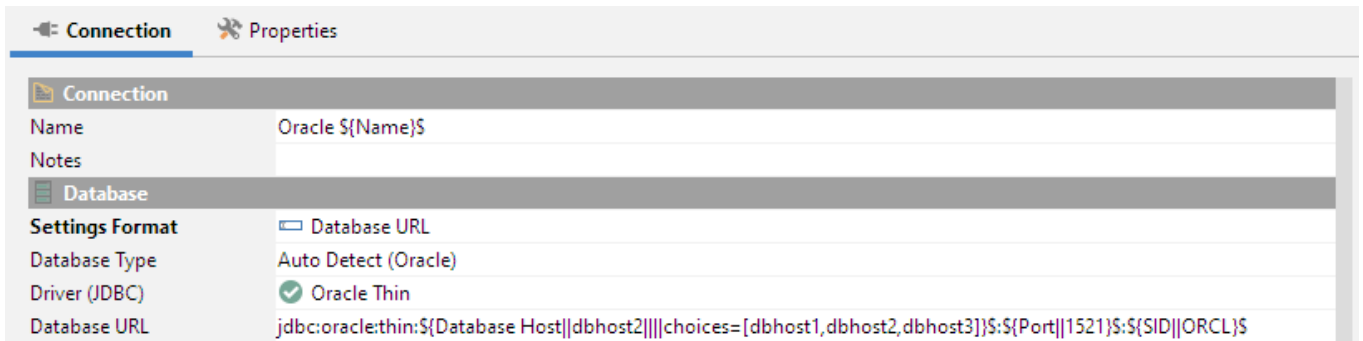 Connection Properties
Connection
Name Oracle ${Name}$
Notes
Database
Settings Format Database URL
Database Type Auto Detect (Oracle)
Driver (JDBC) Oracle Thin
Database URL jdbc:oracle:thin:${Database Host||dbhost2||||choices=[dbhost1,dbhost2,dbhost3]}$:${Port||1521}$:${SID||ORCL}$